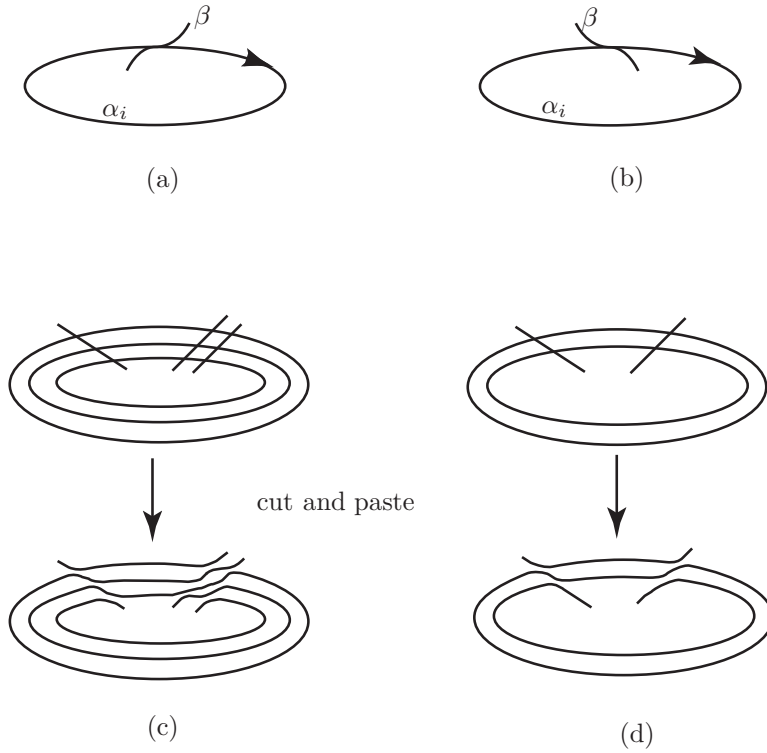 β
β
α_i
α_i
(a)
(b)
cut and paste
(c)
(d)